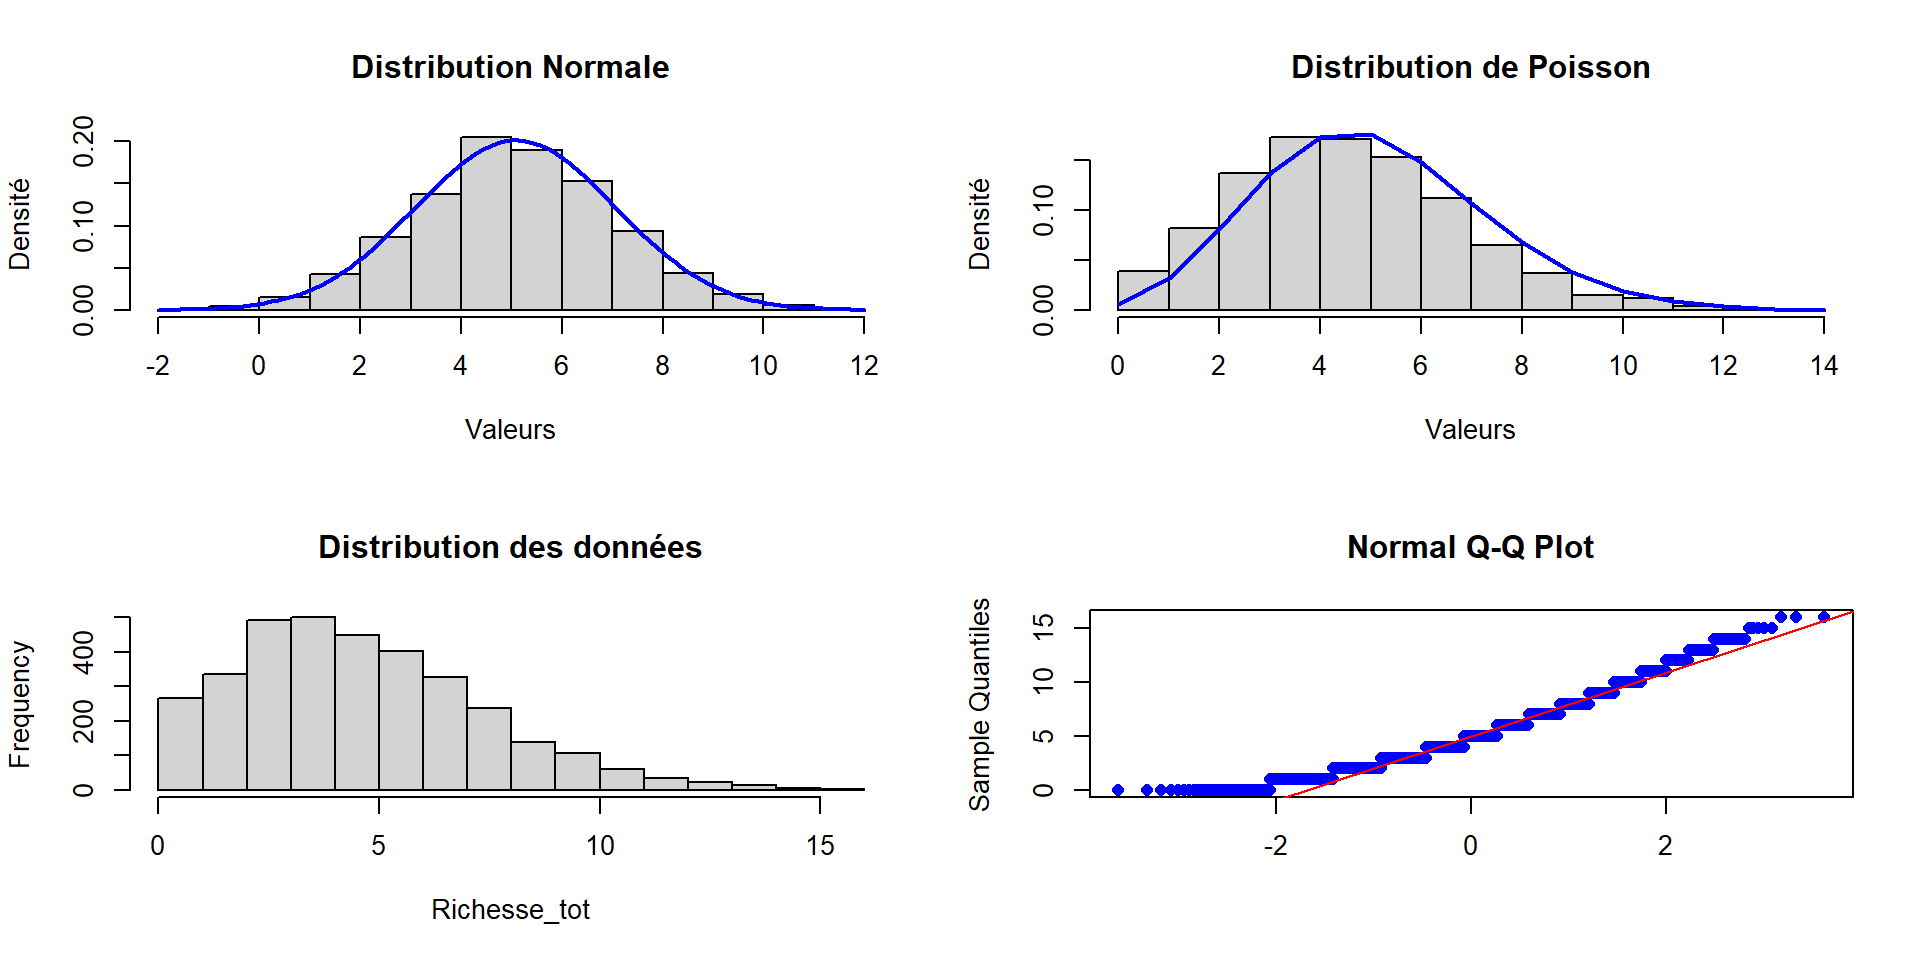 Distribution Normale
Densité
0.00 0.10 0.20
-2 0 2 4 6 8 10 12
Valeurs
Distribution de Poisson
Densité
0.00 0.10
0 2 4 6 8 10 12 14
Valeurs
Distribution des données
Frequency
0 200 400
0 5 10 15
Richesse_tot
Normal Q-Q Plot
Sample Quantiles
0 5 10 15
-2 0 2